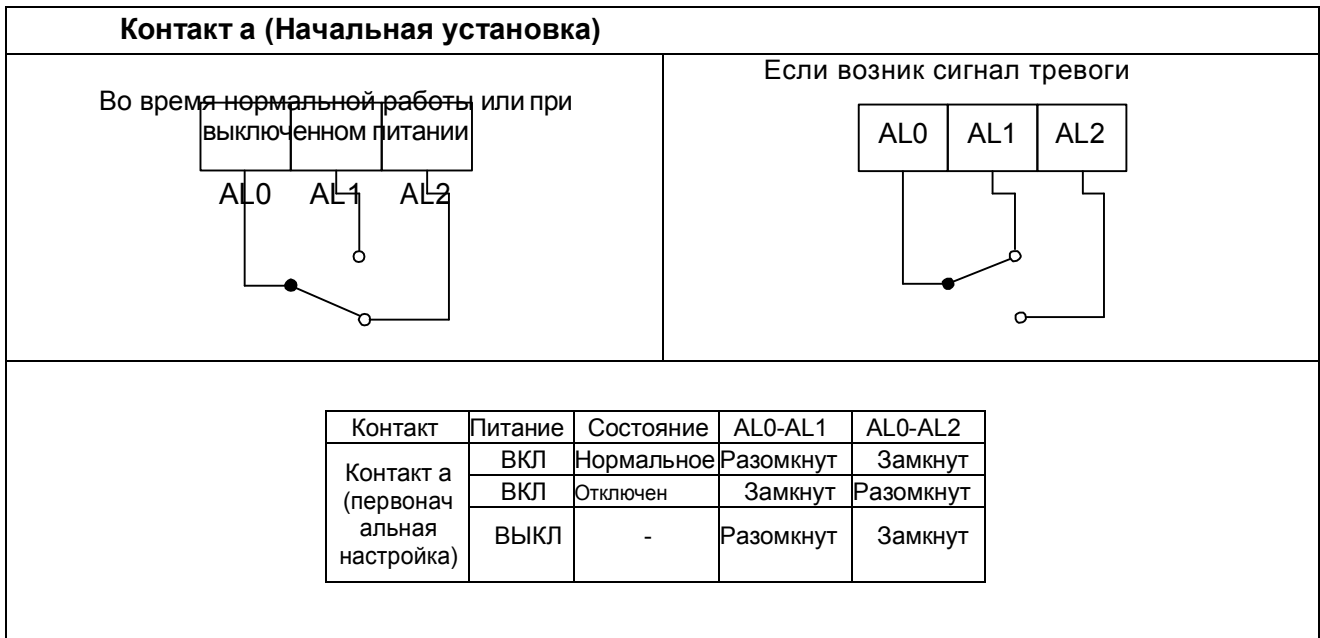 Контакт а (Начальная установка)
Во время нормальной работы или при
выключенном питании
AL0 AL1 AL2
Если возник сигнал тревоги
AL0 AL1 AL2
Контакт Питание Состояние AL0-AL1 AL0-AL2
Контакт а
(первонач
альная
настройка)
ВКЛ Нормальное Разомкнут Замкнут
ВКЛ Отключен Замкнут Разомкнут
ВЫКЛ - Разомкнут Замкнут